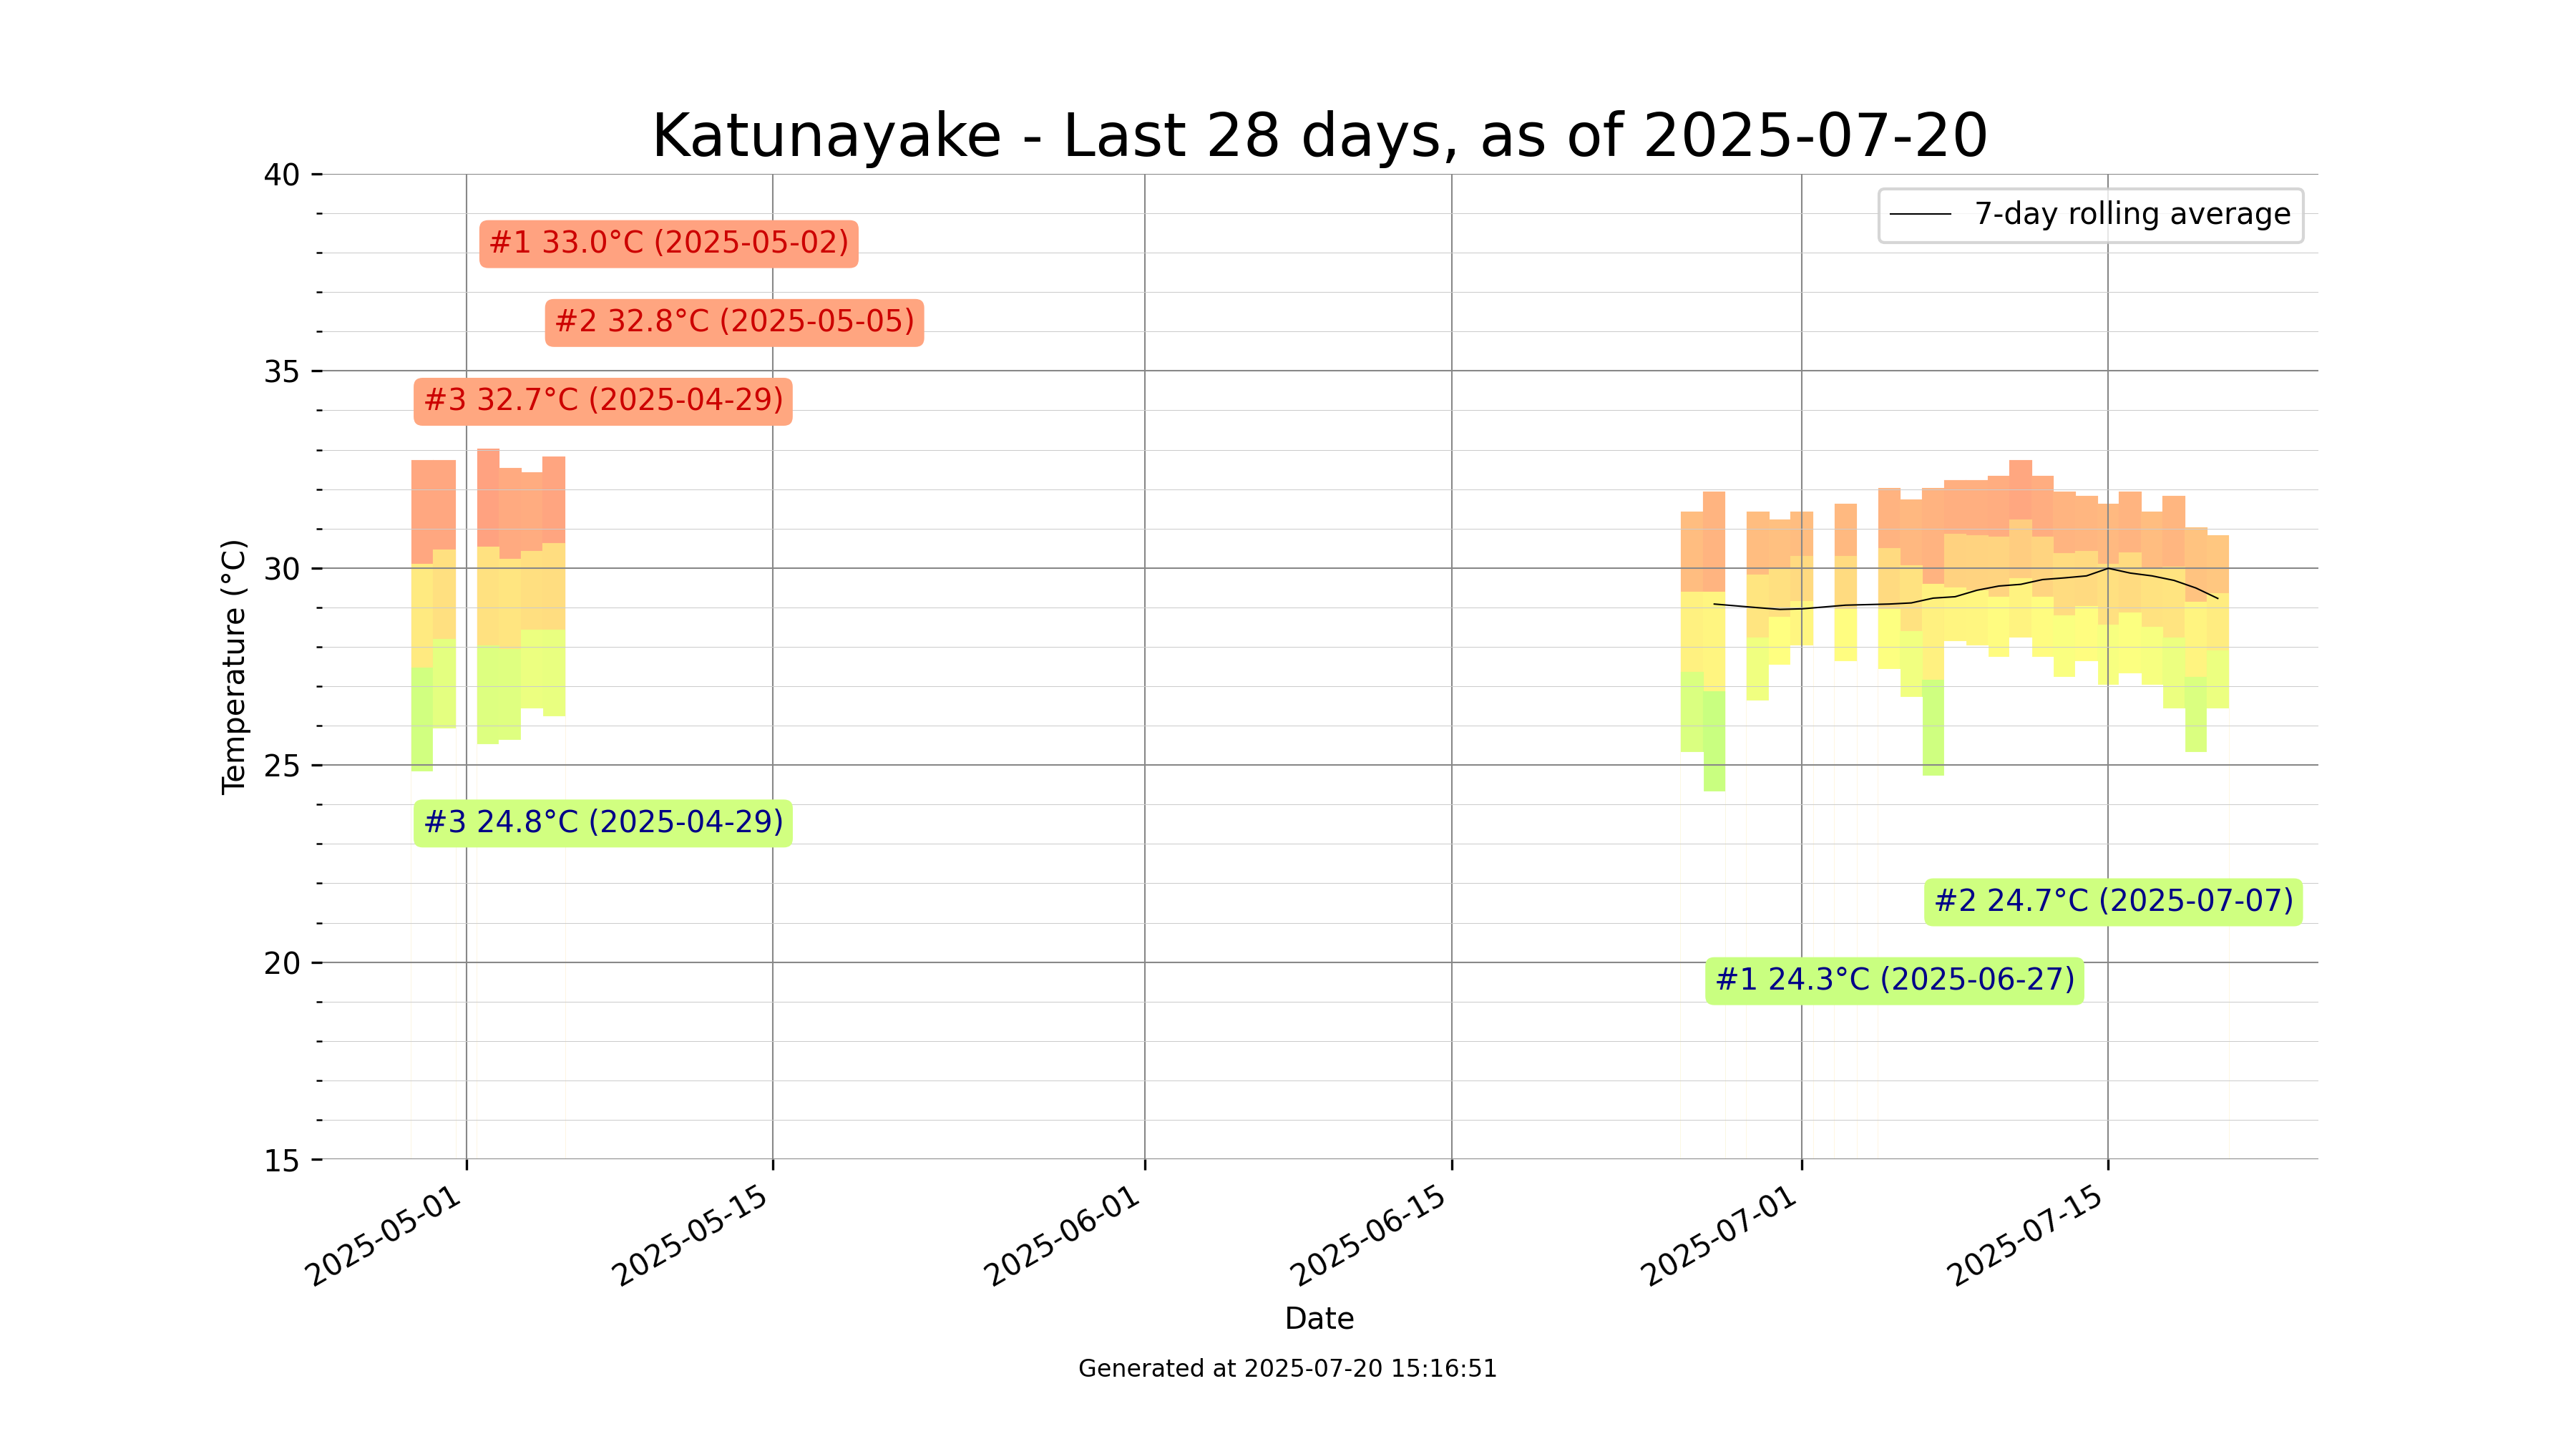 Katunayake - Last 28 days, as of 2025-07-20
40
35
30
25
20
15
Temperature (°C)
7-day rolling average
#1 33.0°C (2025-05-02)
#2 32.8°C (2025-05-05)
#3 32.7°C (2025-04-29)
#3 24.8°C (2025-04-29)
#2 24.7°C (2025-07-07)
#1 24.3°C (2025-06-27)
2025-05-01
2025-05-15
2025-06-01
2025-06-15
2025-07-01
2025-07-15
Date
Generated at 2025-07-20 15:16:51